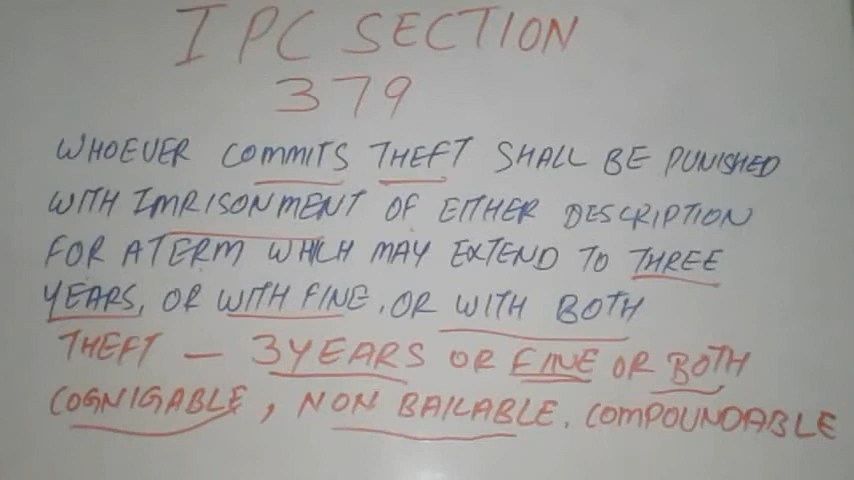 IPC SECTION
379
WHOEVER COMMITS THEFT SHALL BE PUNISHED
WITH IMRISONMENT OF EITHER DESCRIPTION
FOR A TERM WHICH MAY EXTEND TO THREE
YEARS, OR WITH FINE, OR WITH BOTH
THEFT — 3 YEARS OR FINE OR BOTH
COGNIGABLE, NON BAILABLE. COMPOUNDABLE